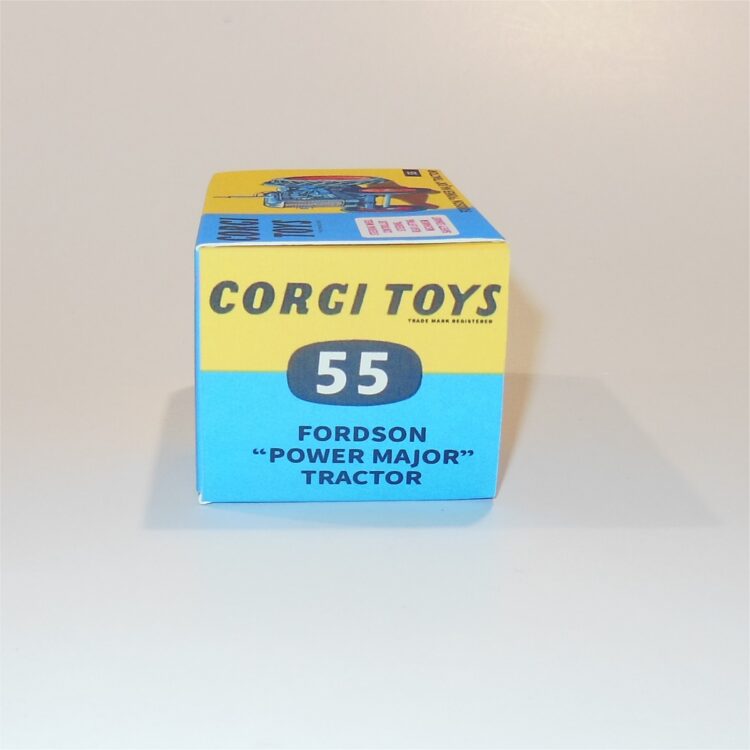 CORGI
TOYS
CORGI TOYS
TRADE MARK REGISTERED
55
FORDSON
“POWER MAJOR”
TRACTOR